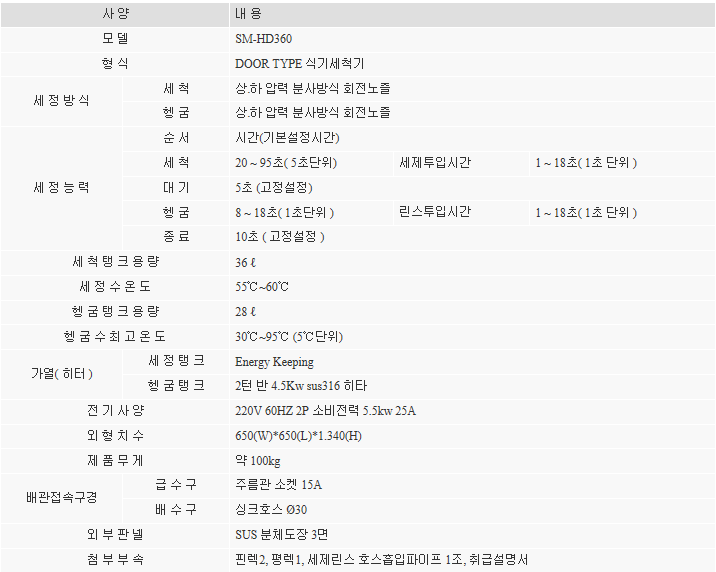 사 양 내 용
모 델 SM-HD360
형 식 DOOR TYPE 식기세척기
세 정 방 식 세 척 상.하 압력 분사방식 회전노즐
헹 굼 상.하 압력 분사방식 회전노즐
세 정 능 력 순 서 시간(기본설정시간)
세 척 20 ~ 95초( 5초단위) 세제투입시간 1 ~ 18초( 1초 단위 )
대 기 5초 (고정설정)
헹 굼 8 ~ 18초( 1초단위 ) 린스투입시간 1 ~ 18초( 1초 단위 )
종 료 10초 ( 고정설정 )
세 척 탱 크 용 량 36 ℓ
세 정 수 온 도 55℃~60℃
헹 굼 탱 크 용 량 28 ℓ
헹 굼 수 최 고 온 도 30℃~95℃ (5℃단위)
가열( 히터 ) 세 정 탱 크 Energy Keeping
헹 굼 탱 크 2턴 반 4.5Kw sus316 히타
전 기 사 양 220V 60HZ 2P 소비전력 5.5kw 25A
외 형 치 수 650(W)*650(L)*1.340(H)
제 품 무 게 약 100kg
배관접속구경 급 수 구 주름관 소켓 15A
배 수 구 싱크호스 Ø30
외 부 판 넬 SUS 분체도장 3면
첨 부 부 속 핀렉2, 평렉1, 세제린스 호스흡입파이프 1조, 취급설명서